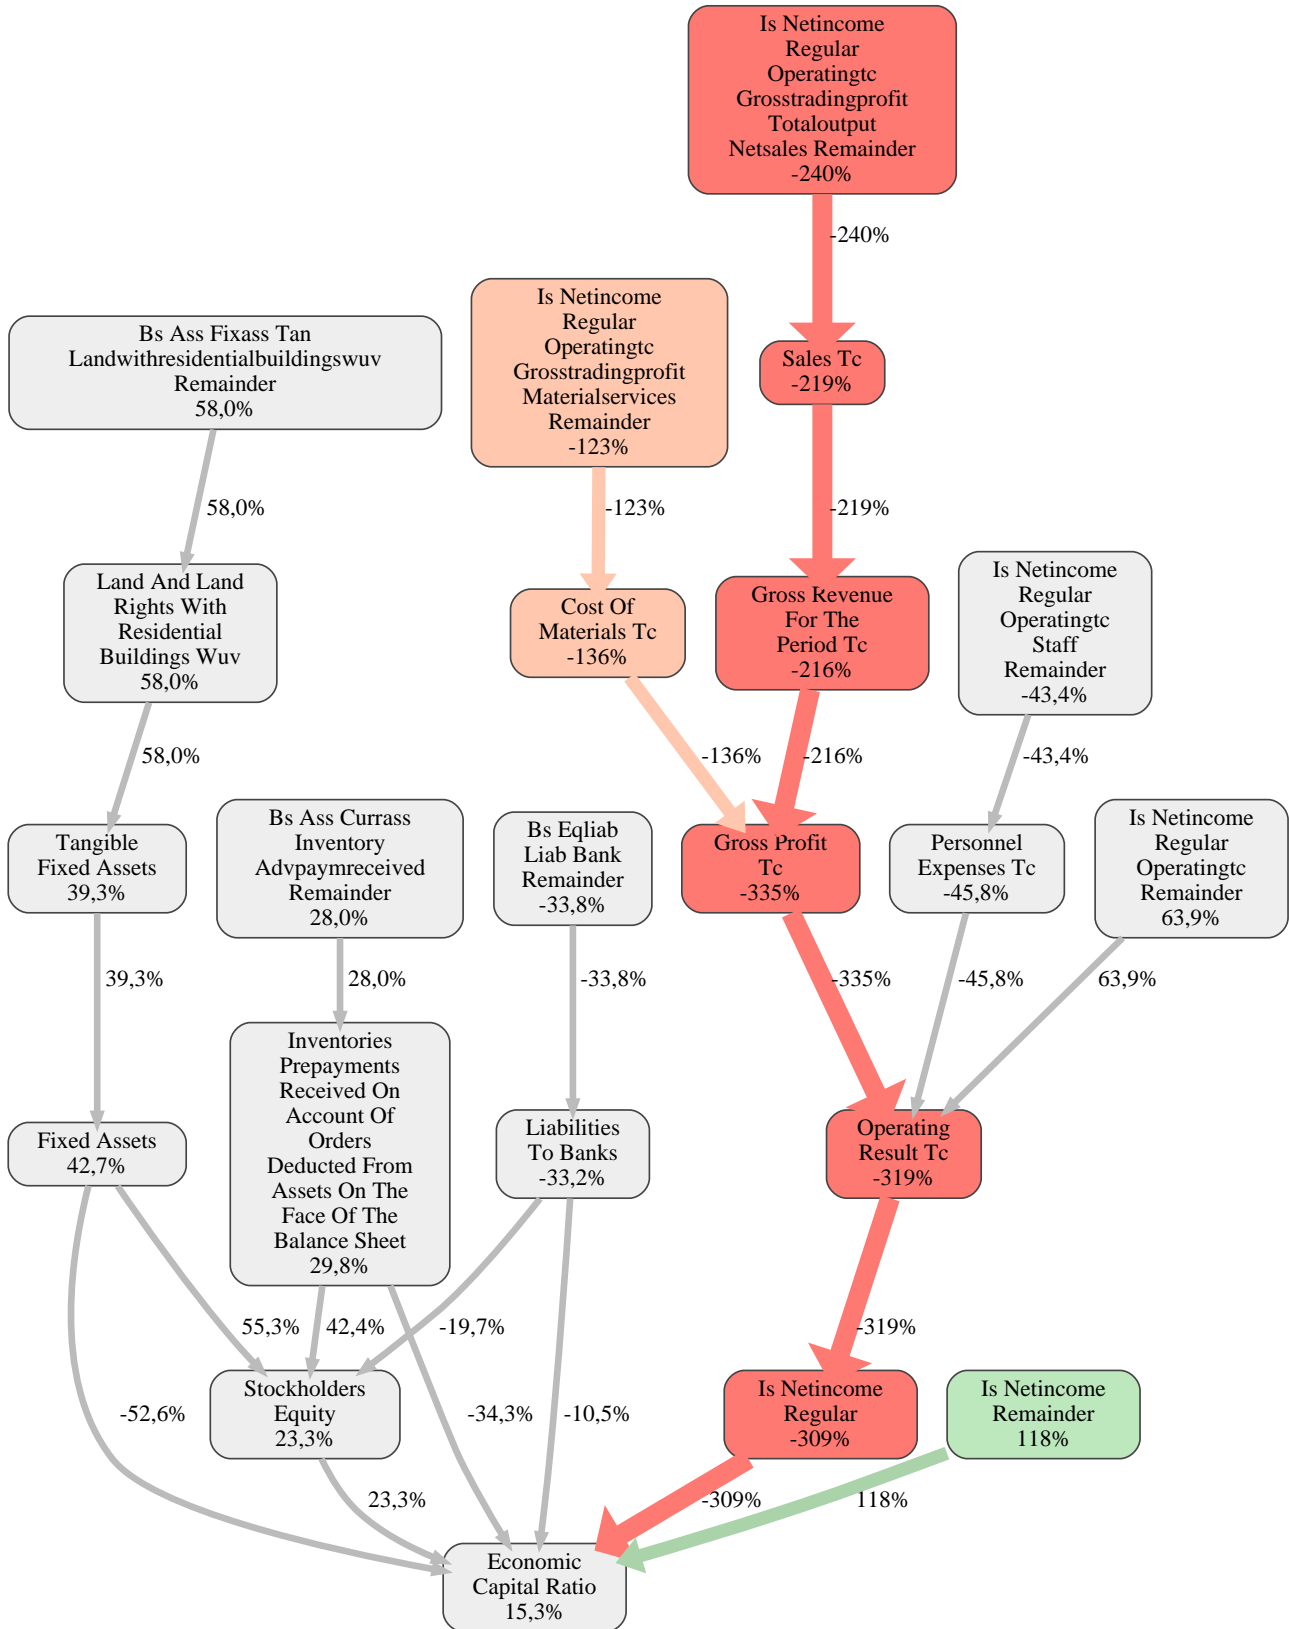 Is Netincome
Regular
Operatingtc
Grosstradingprofit
Totaloutput
Netsales Remainder
-240%
-240%
Is Netincome
Regular
Operatingtc
Grosstradingprofit
Materialservices
Remainder
-123%
Bs Ass Fixass Tan
Landwithresidentialbuildingswuv
Remainder
58,0%
Sales Tc
-219%
58,0%
-123%
-219%
Land And Land
Rights With
Residential
Buildings Wuv
58,0%
Cost Of
Materials Tc
-136%
Gross Revenue
For The
Period Tc
-216%
Is Netincome
Regular
Operatingtc
Staff
Remainder
-43,4%
58,0%
-136%
-216%
-43,4%
Tangible
Fixed Assets
39,3%
Bs Ass Currass
Inventory
Advpaymreceived
Remainder
28,0%
Bs Eqliab
Liab Bank
Remainder
-33,8%
Gross Profit
Tc
-335%
Personnel
Expenses Tc
-45,8%
Is Netincome
Regular
Operatingtc
Remainder
63,9%
39,3%
28,0%
-33,8%
-335%
-45,8%
63,9%
Fixed Assets
42,7%
Inventories
Prepayments
Received On
Account Of
Orders
Deducted From
Assets On The
Face Of The
Balance Sheet
29,8%
Liabilities
To Banks
-33,2%
Operating
Result Tc
-319%
55,3%
42,4%
-19,7%
-319%
Stockholders
Equity
23,3%
Is Netincome
Regular
-309%
Is Netincome
Remainder
118%
-52,6%
-34,3%
-10,5%
23,3%
-309%
118%
Economic
Capital Ratio
15,3%